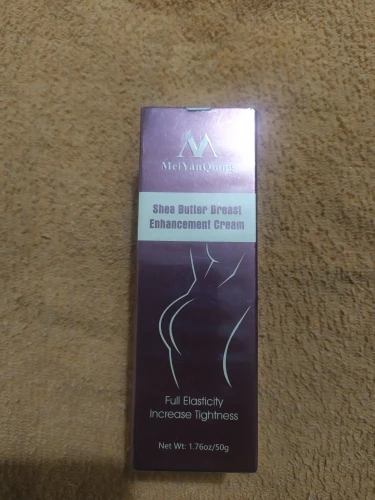 MeiYanQiong
Shea Butter Breast
Enhancement Cream
Full Elasticity
Increase Tightness
Net Wt: 1.76oz/50g